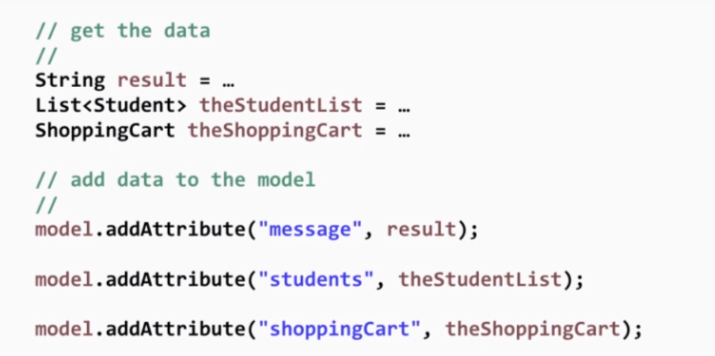 // get the data
//
String result = …
List<Student> theStudentList = …
ShoppingCart theShoppingCart = …
// add data to the model
//
model.addAttribute("message", result);
model.addAttribute("students", theStudentList);
model.addAttribute("shoppingCart", theShoppingCart);